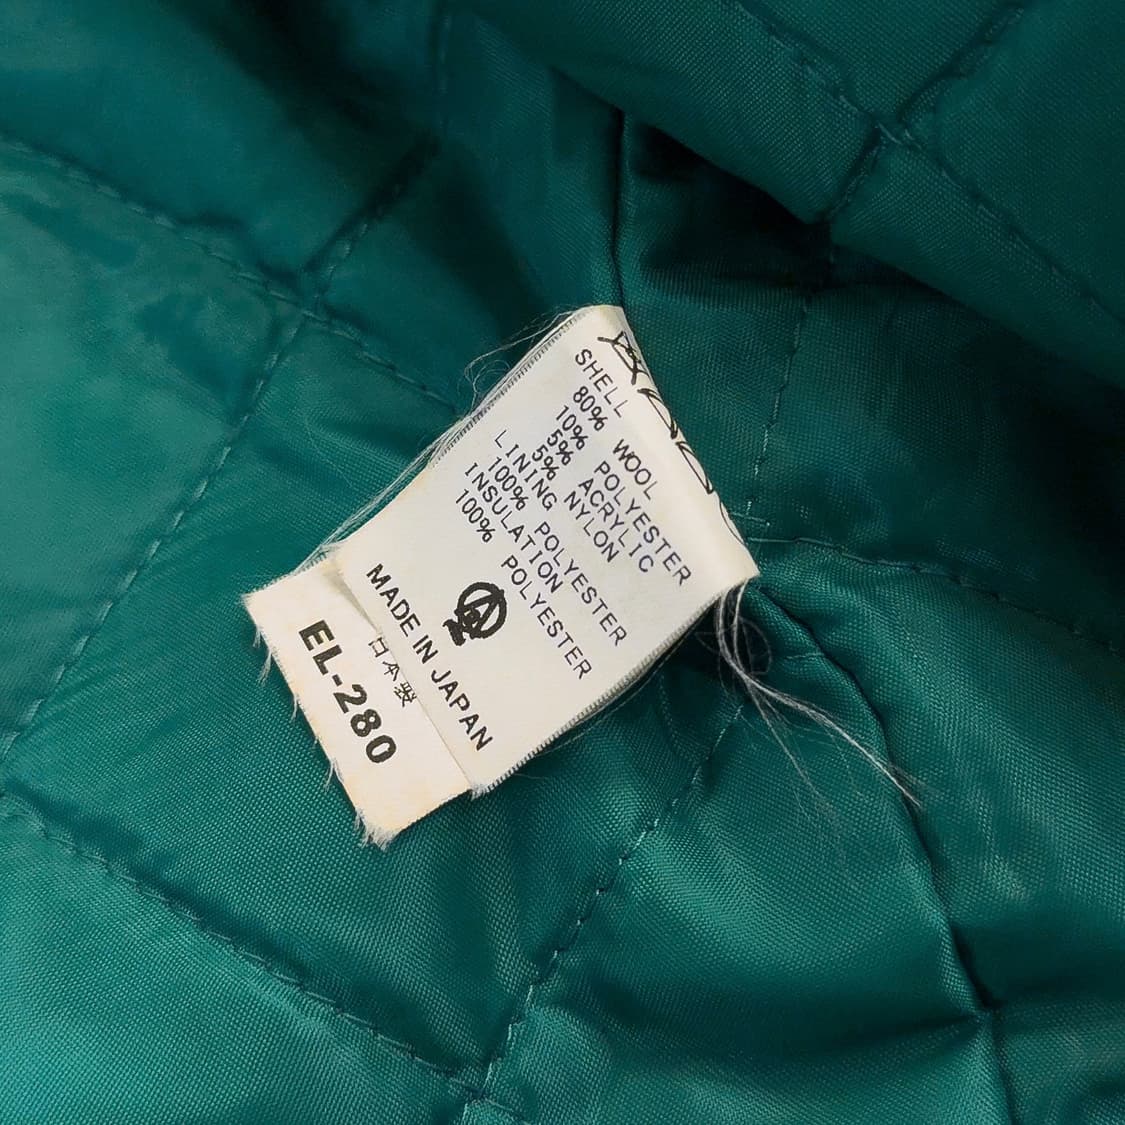 SHELL
80% WOOL
10% POLYESTER
5% ACRYLIC
5% NYLON
LINING
100% POLYESTER
INSULATION
100% POLYESTER
MADE IN JAPAN
日本製
EL-280